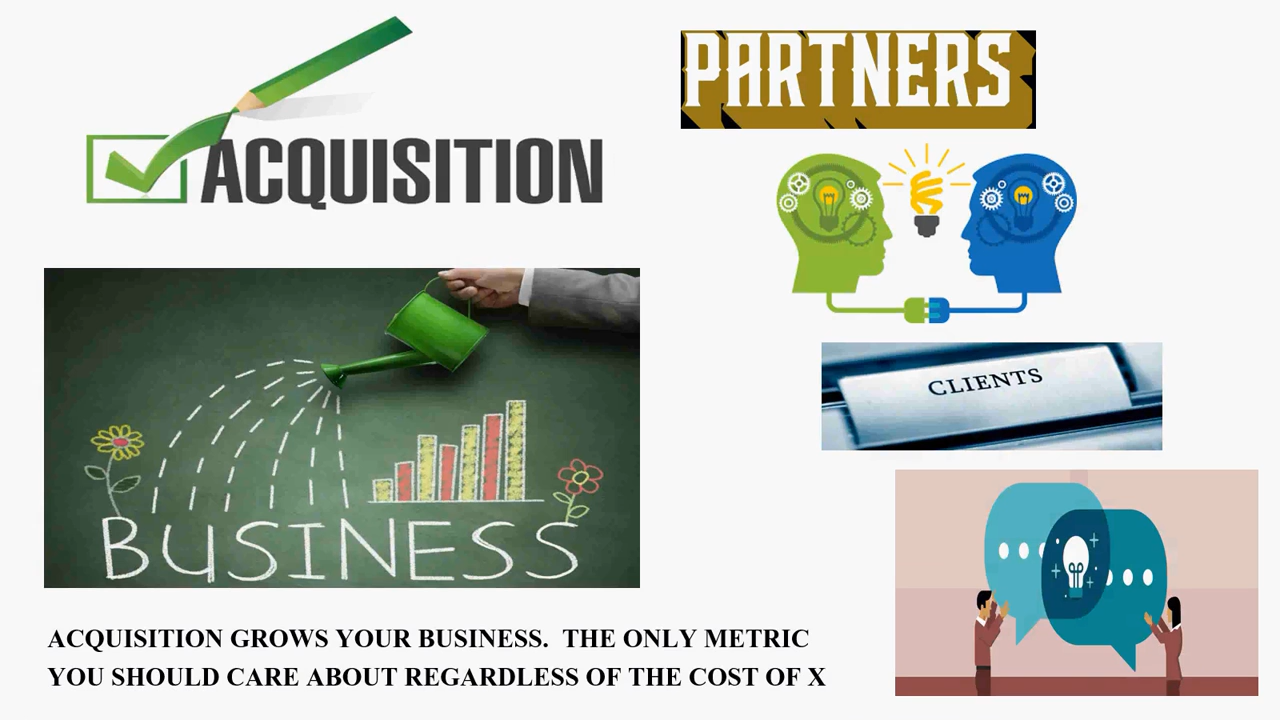 ACQUISITION
PARTNERS
CLIENTS
BUSINESS
ACQUISITION GROWS YOUR BUSINESS.  THE ONLY METRIC
YOU SHOULD CARE ABOUT REGARDLESS OF THE COST OF X